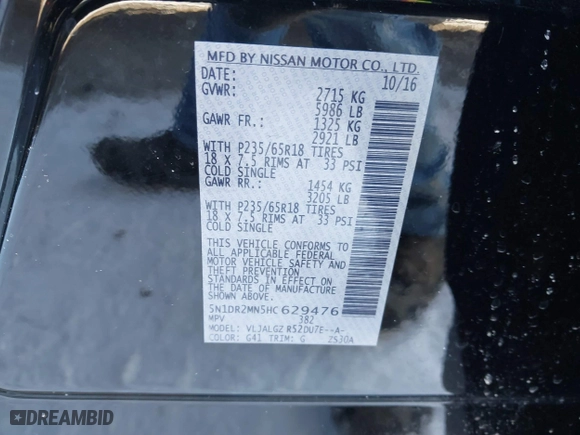 MFD BY NISSAN MOTOR CO., LTD.
DATE: 10/16
GVWR: 2715 KG
5986 LB
GAWR FR.: 1325 KG
2921 LB
WITH P235/65R18 TIRES
18 X 7.5 RIMS AT 33 PSI
COLD SINGLE
GAWR RR.: 1454 KG
3205 LB
WITH P235/65R18 TIRES
18 X 7.5 RIMS AT 33 PSI
COLD SINGLE
THIS VEHICLE CONFORMS TO
ALL APPLICABLE FEDERAL
MOTOR VEHICLE SAFETY AND
THEFT PREVENTION
STANDARDS IN EFFECT ON
THE DATE OF MANUFACTURE
SHOWN ABOVE.
5N1DR2MN5HC629476
MPV 382
MODEL: VLJALGZ R52DU7E--A-
COLOR: G41 TRIM: G ZS30A
DREAMBID